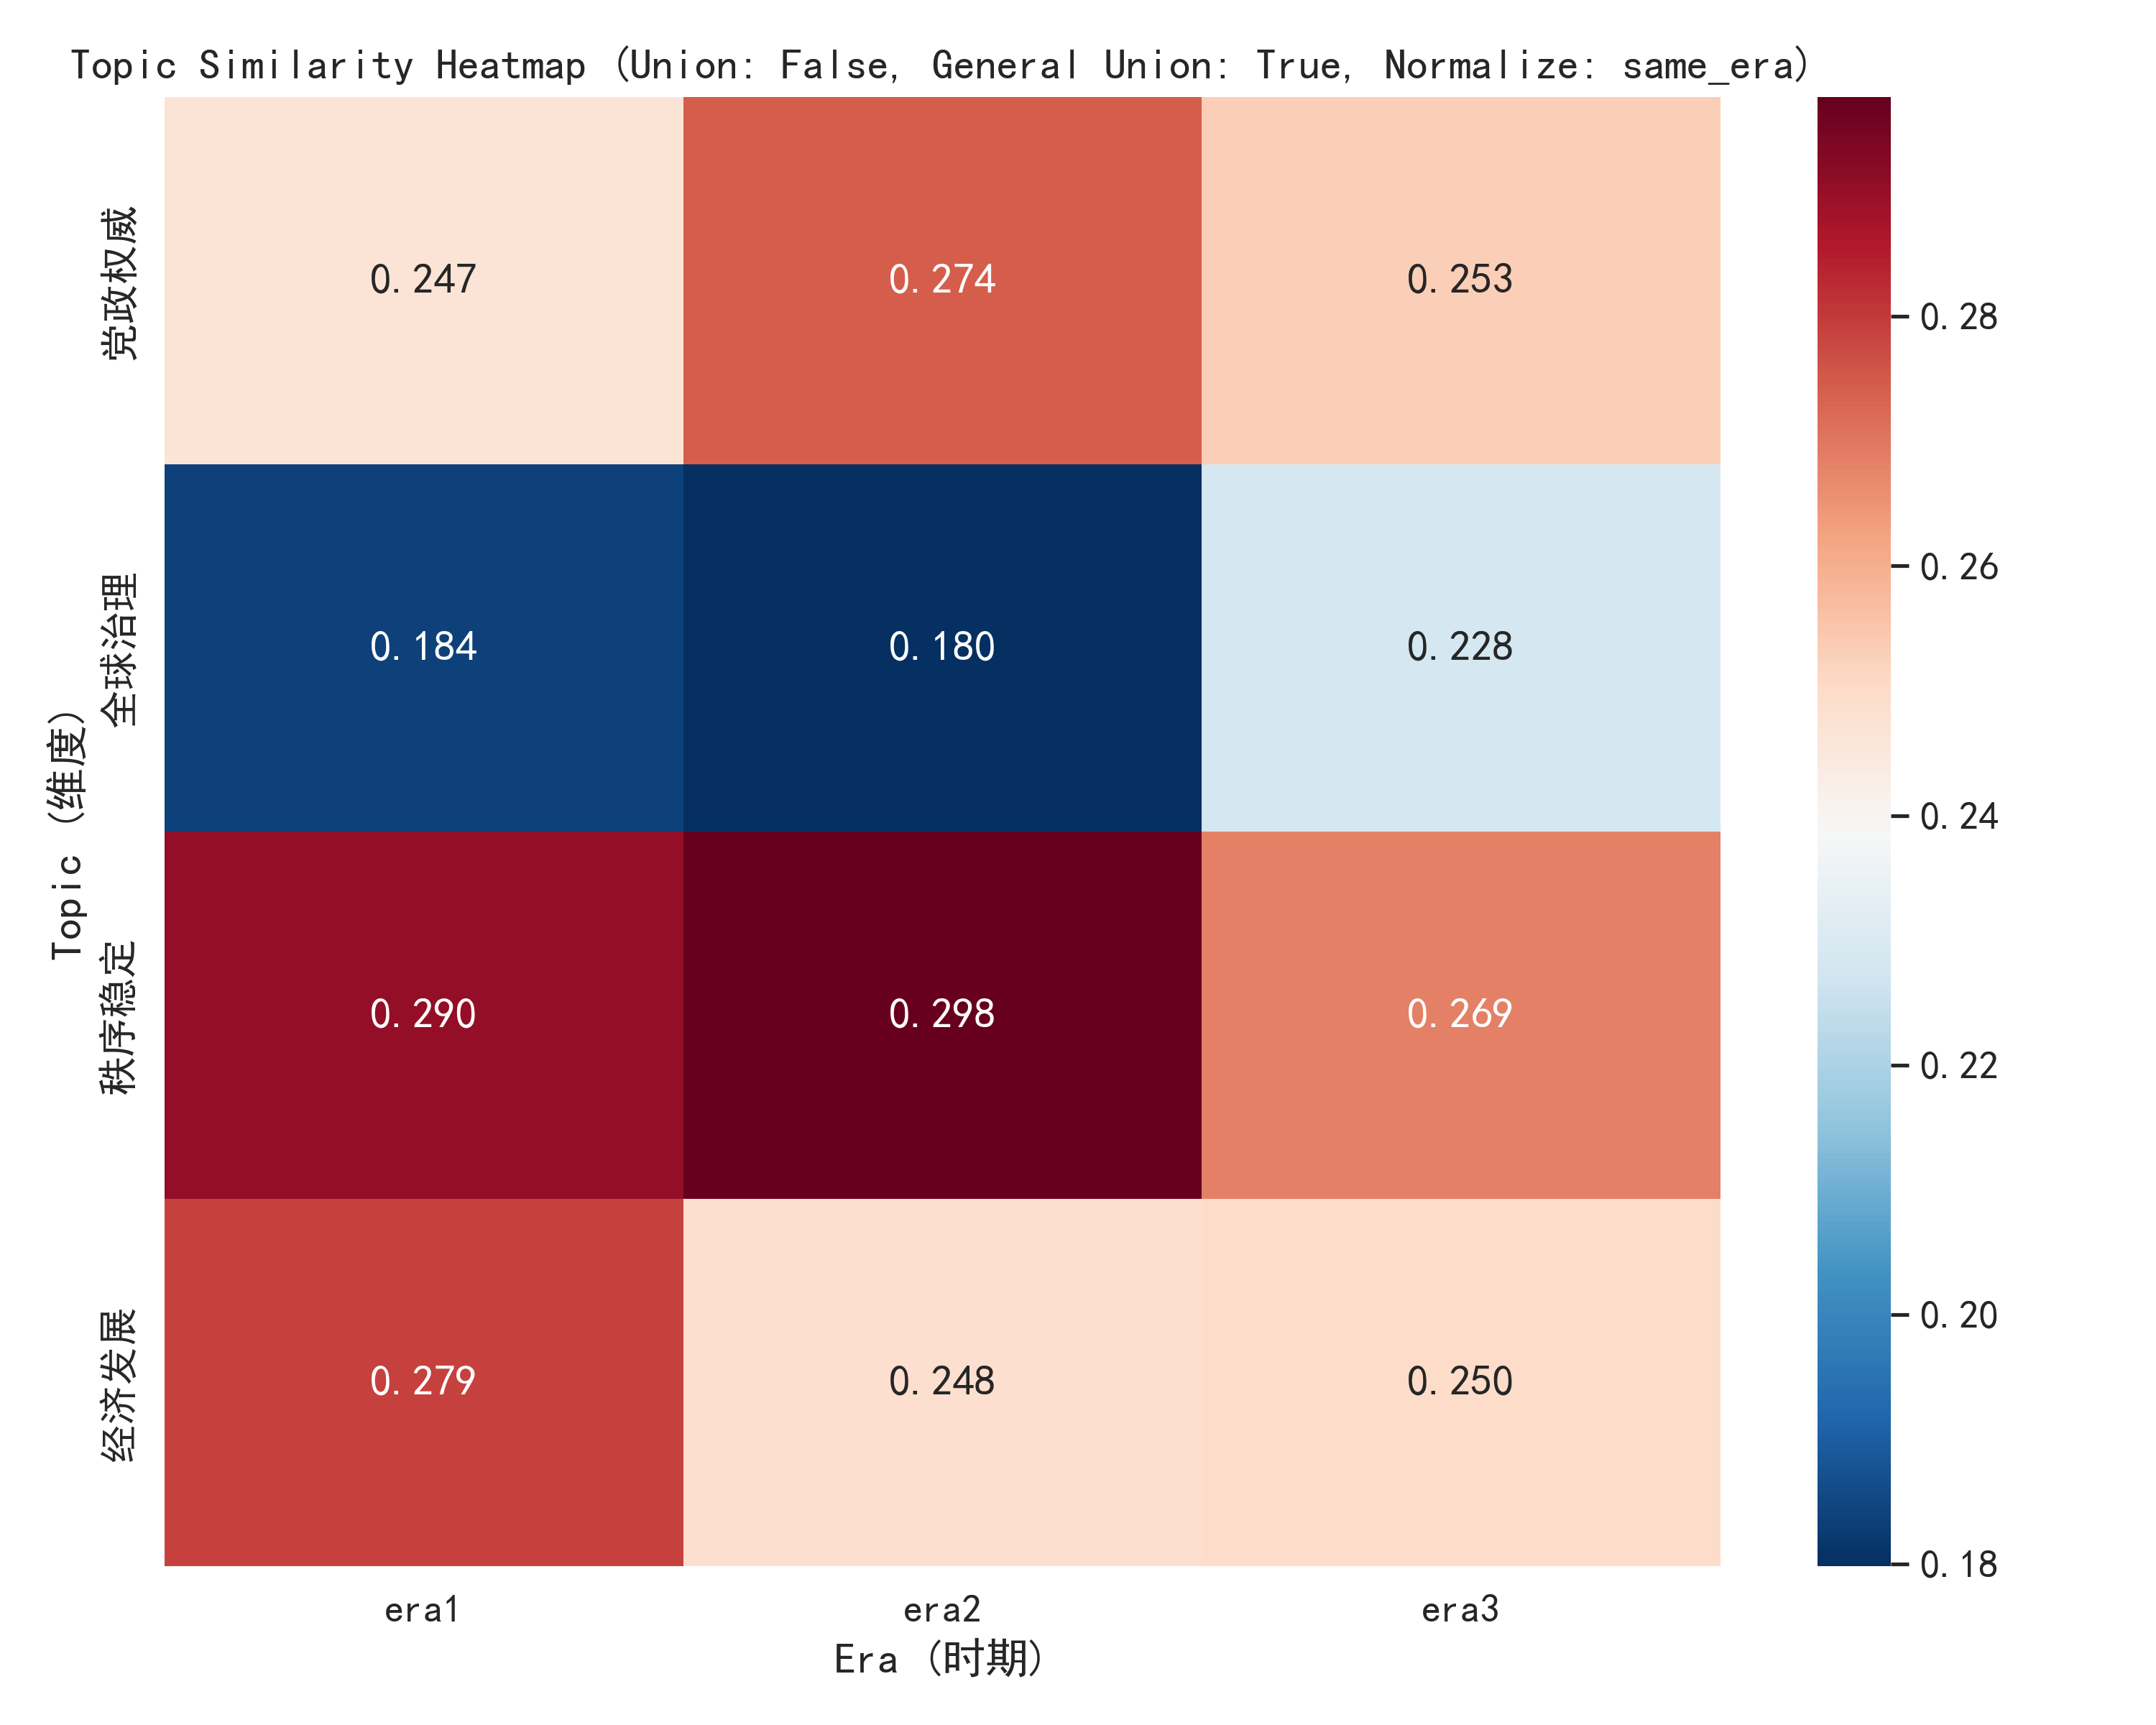 Topic Similarity Heatmap (Union: False, General Union: True, Normalize: same_era)
Topic (维度)
党政权威
0.247 0.274 0.253
全球治理
0.184 0.180 0.228
秩序稳定
0.290 0.298 0.269
经济发展
0.279 0.248 0.250
era1 era2 era3
Era (时期)
0.28
0.26
0.24
0.22
0.20
0.18